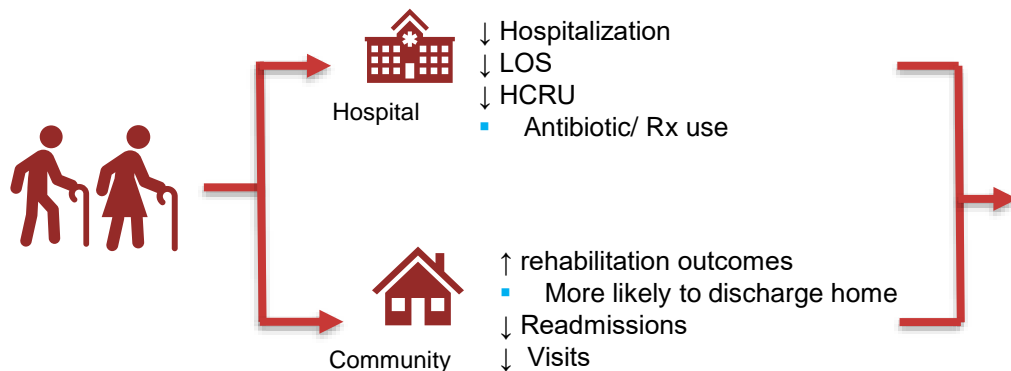 ↓ Hospitalization
↓ LOS
↓ HCRU
Hospital
▪ Antibiotic/ Rx use
↑ rehabilitation outcomes
▪ More likely to discharge home
↓ Readmissions
Community
↓ Visits